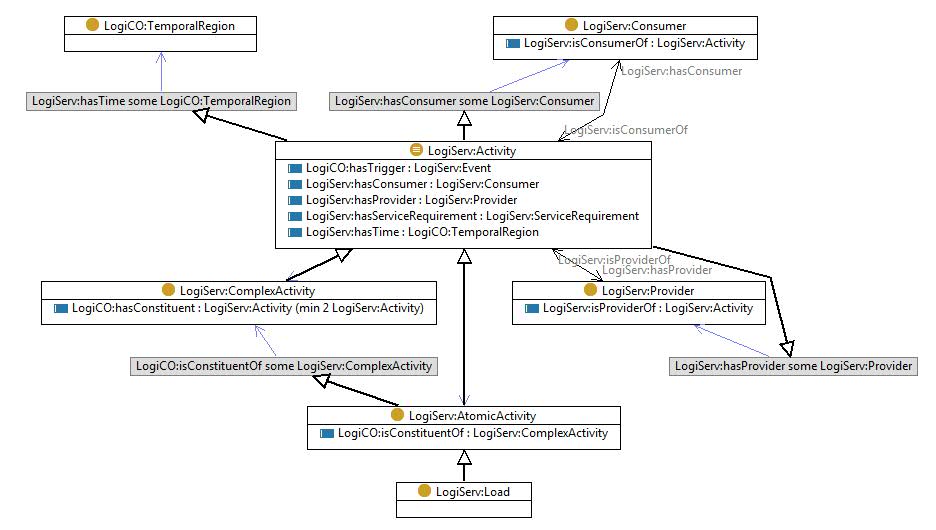 LogiCO:TemporalRegion
LogiServ:Consumer
LogiServ:isConsumerOf : LogiServ:Activity
LogiServ:hasConsumer
LogiServ:hasTime some LogiCO:TemporalRegion
LogiServ:hasConsumer some LogiServ:Consumer
LogiServ:isConsumerOf
LogiServ:Activity
LogiCO:hasTrigger : LogiServ:Event
LogiServ:hasConsumer : LogiServ:Consumer
LogiServ:hasProvider : LogiServ:Provider
LogiServ:hasServiceRequirement : LogiServ:ServiceRequirement
LogiServ:hasTime : LogiCO:TemporalRegion
LogiServ:isProviderOf
LogiServ:hasProvider
LogiServ:ComplexActivity
LogiCO:hasConstituent : LogiServ:Activity (min 2 LogiServ:Activity)
LogiServ:Provider
LogiServ:isProviderOf : LogiServ:Activity
LogiCO:isConstituentOf some LogiServ:ComplexActivity
LogiServ:hasProvider some LogiServ:Provider
LogiServ:AtomicActivity
LogiCO:isConstituentOf : LogiServ:ComplexActivity
LogiServ:Load